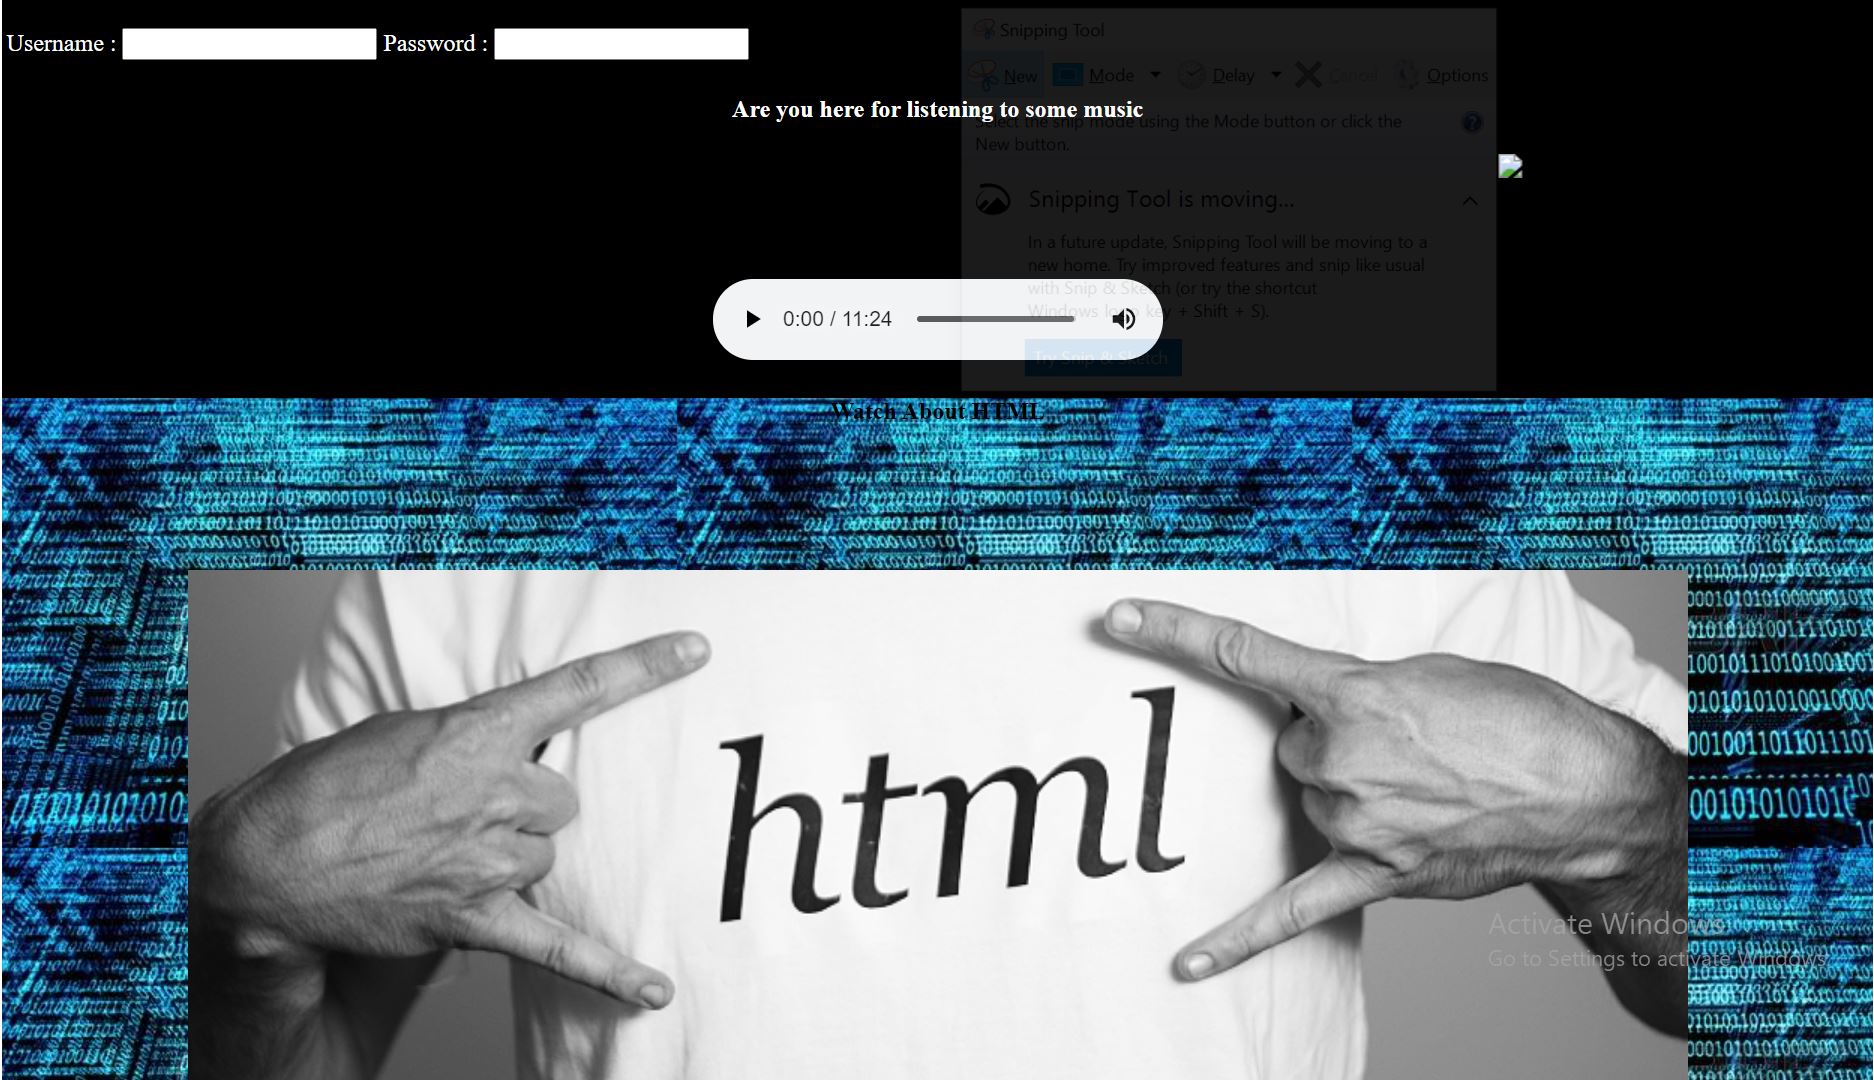 Username : Password :
Snipping Tool
New Mode Delay Cancel Options
Are you here for listening to some music
Select the snip mode using the Mode button or click the
New button.
Snipping Tool is moving...
In a future update, Snipping Tool will be moving to a
new home. Try improved features and snip like usual
with Snip & Sketch (or try the shortcut
Windows logo key + Shift + S).
0:00 / 11:24
Try Snip & Sketch
Watch About HTML
html
Activate Windows
Go to Settings to activate Windows.